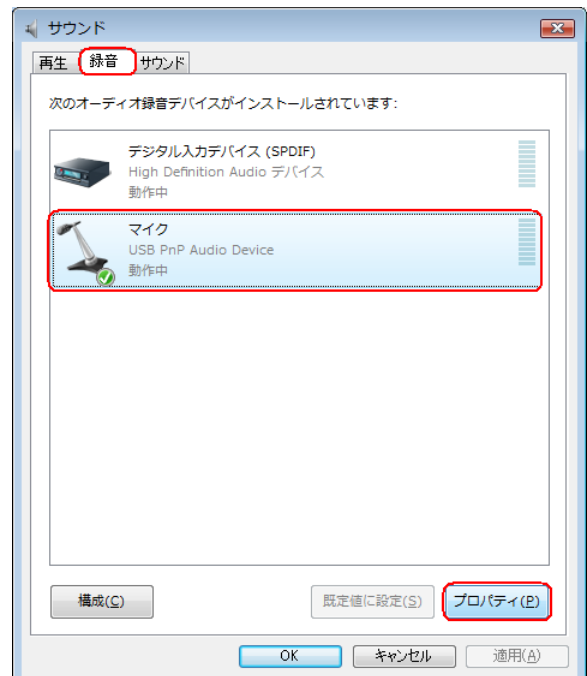 サウンド
再生 録音 サウンド
次のオーディオ録音デバイスがインストールされています:
デジタル入力デバイス (SPDIF)
High Definition Audio デバイス
動作中
マイク
USB PnP Audio Device
動作中
構成(C) 既定値に設定(S) プロパティ(P)
OK キャンセル 適用(A)